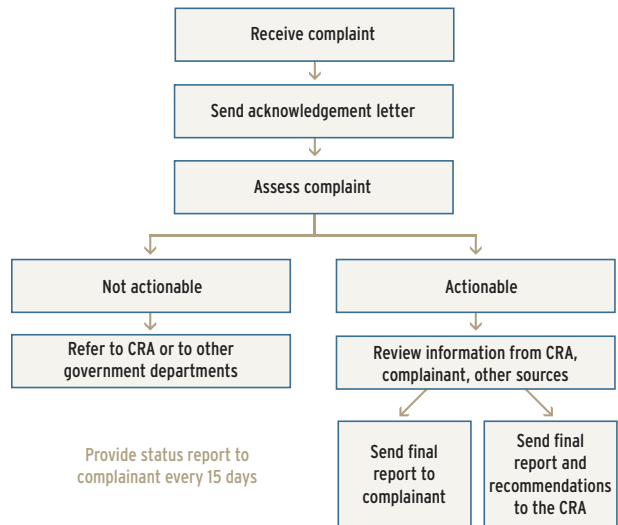 Receive complaint
Send acknowledgement letter
Assess complaint
Not actionable
Actionable
Refer to CRA or to other
government departments
Review information from CRA,
complainant, other sources
Provide status report to
complainant every 15 days
Send final
report to
complainant
Send final
report and
recommendations
to the CRA